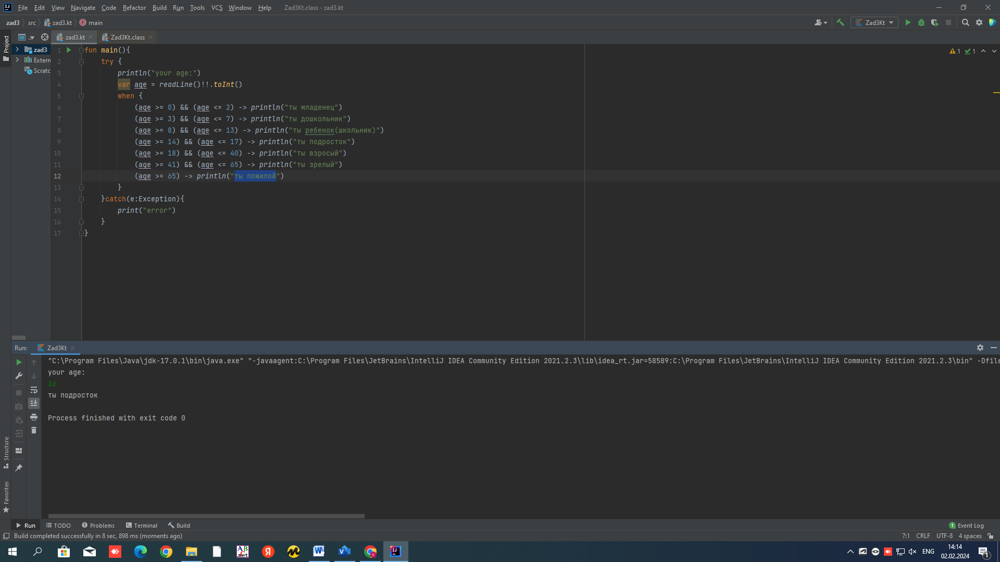 File Edit View Navigate Code Refactor Build Run Tools VCS Window Help Zad3Kt.class - zad3.kt
zad3 src zad3.kt main
Zad3Kt
Project
zad3.kt Zad3Kt.class
zad3
Extern
Scratc
1 1
1 fun main(){
2 try {
3 println("your age:")
4 var age = readLine()!!.toInt()
5 when {
6 (age >= 0) && (age <= 2) -> println("ты младенец")
7 (age >= 3) && (age <= 7) -> println("ты дошкольник")
8 (age >= 8) && (age <= 13) -> println("ты ребенок(школьник)")
9 (age >= 14) && (age <= 17) -> println("ты подросток")
10 (age >= 18) && (age <= 40) -> println("ты взросый")
11 (age >= 41) && (age <= 65) -> println("ты зрелый")
12 (age >= 65) -> println("ты пожилой")
13 }
14 }catch(e:Exception){
15 print("error")
16 }
17 }
Run: Zad3Kt
"C:\Program Files\Java\jdk-17.0.1\bin\java.exe" "-javaagent:C:\Program Files\JetBrains\IntelliJ IDEA Community Edition 2021.2.3\lib\idea_rt.jar=58589:C:\Program Files\JetBrains\IntelliJ IDEA Community Edition 2021.2.3\bin" -Dfile
your age:
16
ты подросток
Process finished with exit code 0
Structure
Favorites
Run TODO Problems Terminal Build
1 Event Log
Build completed successfully in 8 sec, 898 ms (moments ago)
7:1 CRLF UTF-8 4 spaces
ENG
14:14
02.02.2024
1